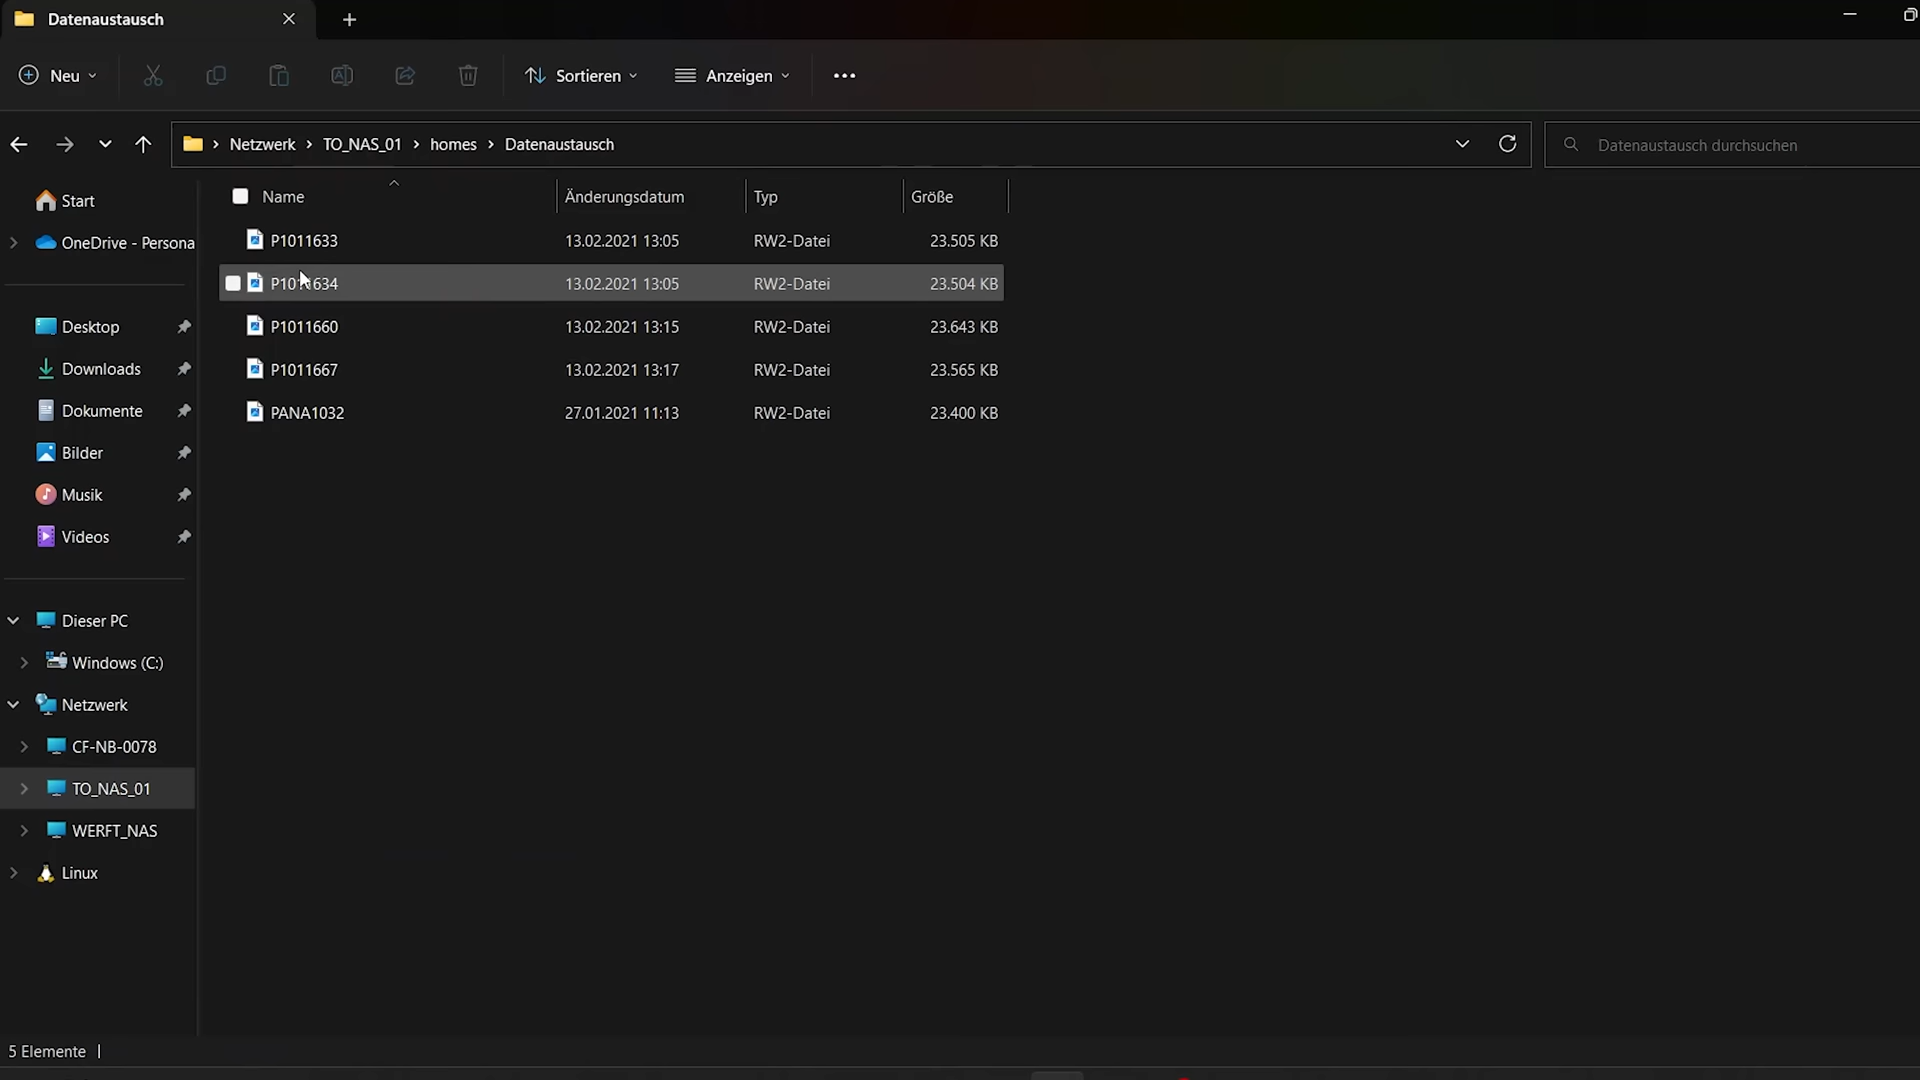 Datenaustausch
Neu
Sortieren
Anzeigen
Netzwerk > TO_NAS_01 > homes > Datenaustausch
Datenaustausch durchsuchen
Name Änderungsdatum Typ Größe
P1011633 13.02.2021 13:05 RW2-Datei 23.505 KB
P1011634 13.02.2021 13:05 RW2-Datei 23.504 KB
P1011660 13.02.2021 13:15 RW2-Datei 23.643 KB
P1011667 13.02.2021 13:17 RW2-Datei 23.565 KB
PANA1032 27.01.2021 11:13 RW2-Datei 23.400 KB
Start
OneDrive - Persona
Desktop
Downloads
Dokumente
Bilder
Musik
Videos
Dieser PC
Windows (C:)
Netzwerk
CF-NB-0078
TO_NAS_01
WERFT_NAS
Linux
5 Elemente